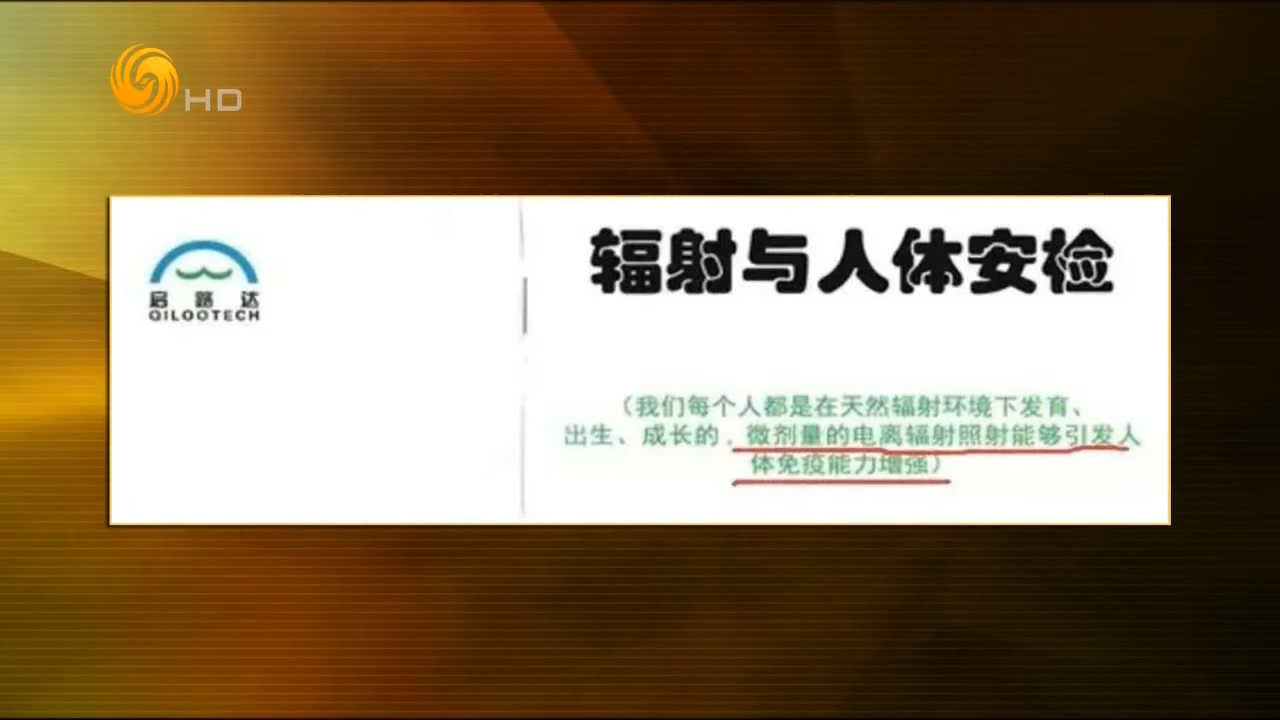 HD
启路达
QILOOTECH
辐射与人体安检
（我们每个人都是在天然辐射环境下发育、
出生、成长的，微剂量的电离辐射照射能够引发人
体免疫能力增强）